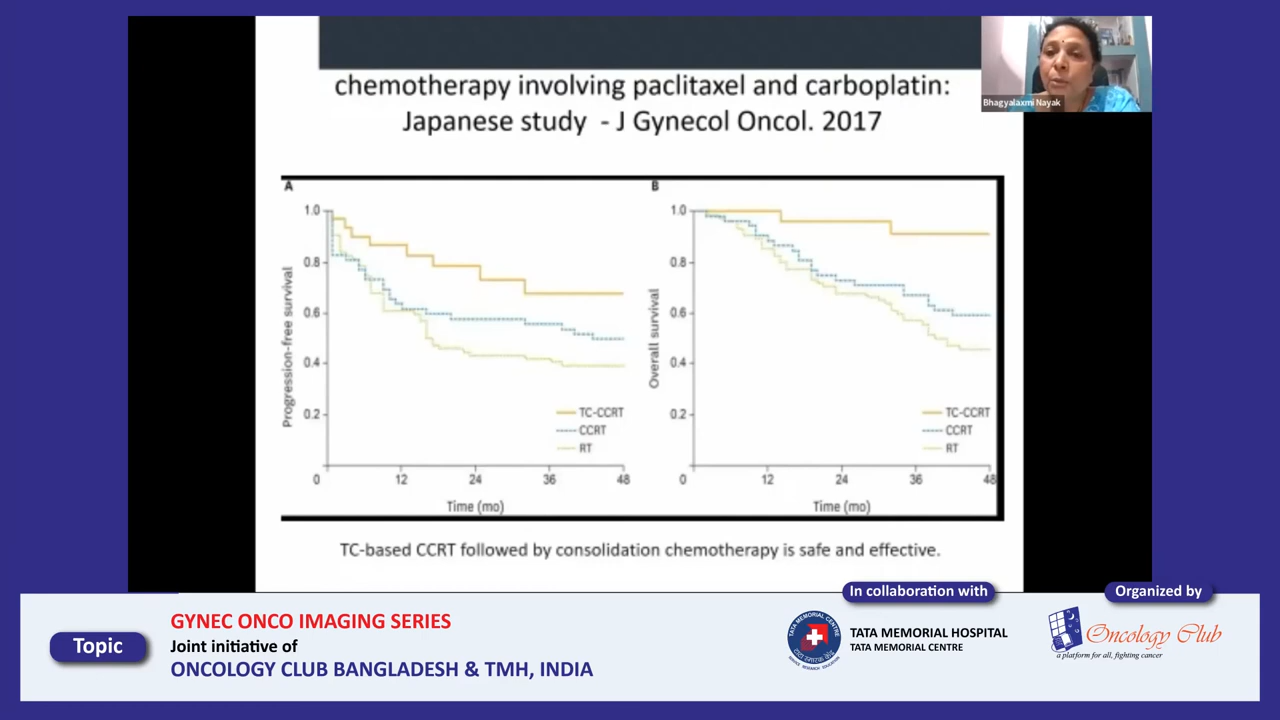 chemotherapy involving paclitaxel and carboplatin:
Japanese study - J Gynecol Oncol. 2017
Bhagyalaxmi Nayak
A
1.0
0.8
0.6
0.4
0.2
0
12
24
36
48
Progression-free survival
Time (mo)
TC-CCRT
CCRT
RT
B
1.0
0.8
0.6
0.4
0.2
0
12
24
36
48
Overall survival
Time (mo)
TC-CCRT
CCRT
RT
TC-based CCRT followed by consolidation chemotherapy is safe and effective.
Topic
GYNEC ONCO IMAGING SERIES
Joint initiative of
ONCOLOGY CLUB BANGLADESH & TMH, INDIA
In collaboration with
TATA MEMORIAL CENTRE
TATA MEMORIAL HOSPITAL
TATA MEMORIAL CENTRE
Organized by
Oncology Club
a platform for all, fighting cancer